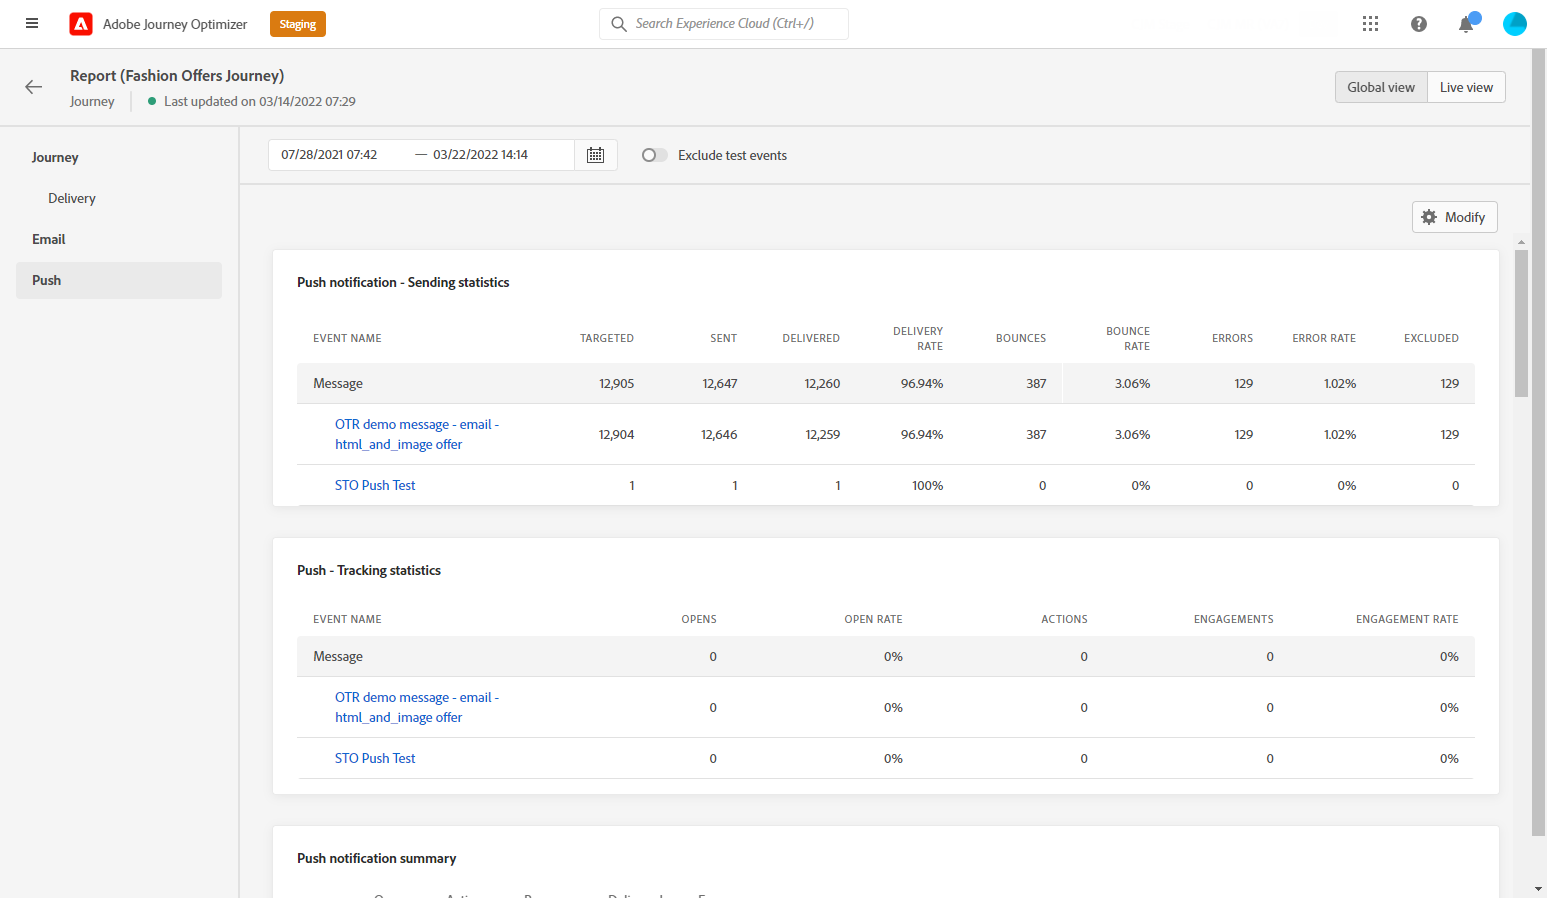 Adobe Journey Optimizer
Staging
Search Experience Cloud (Ctrl+/)
Report (Fashion Offers Journey)
Journey
Last updated on 03/14/2022 07:29
Global view
Live view
Journey
Delivery
Email
Push
07/28/2021 07:42 — 03/22/2022 14:14
Exclude test events
Modify
Push notification - Sending statistics
EVENT NAME TARGETED SENT DELIVERED DELIVERY RATE BOUNCES BOUNCE RATE ERRORS ERROR RATE EXCLUDED
Message 12,905 12,647 12,260 96.94% 387 3.06% 129 1.02% 129
OTR demo message - email -
html_and_image offer 12,904 12,646 12,259 96.94% 387 3.06% 129 1.02% 129
STO Push Test 1 1 1 100% 0 0% 0 0% 0
Push - Tracking statistics
EVENT NAME OPENS OPEN RATE ACTIONS ENGAGEMENTS ENGAGEMENT RATE
Message 0 0% 0 0 0%
OTR demo message - email -
html_and_image offer 0 0% 0 0 0%
STO Push Test 0 0% 0 0 0%
Push notification summary